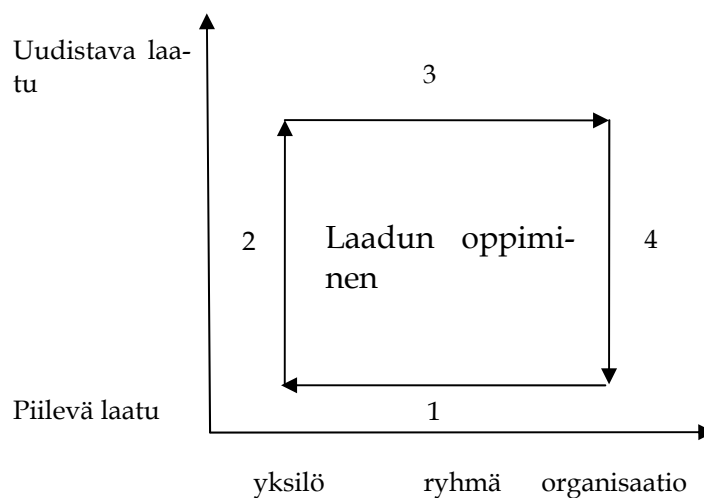 Uudistava laa-
tu
3
2
Laadun oppimi-
nen
4
Piilevä laatu
1
yksilö ryhmä organisaatio